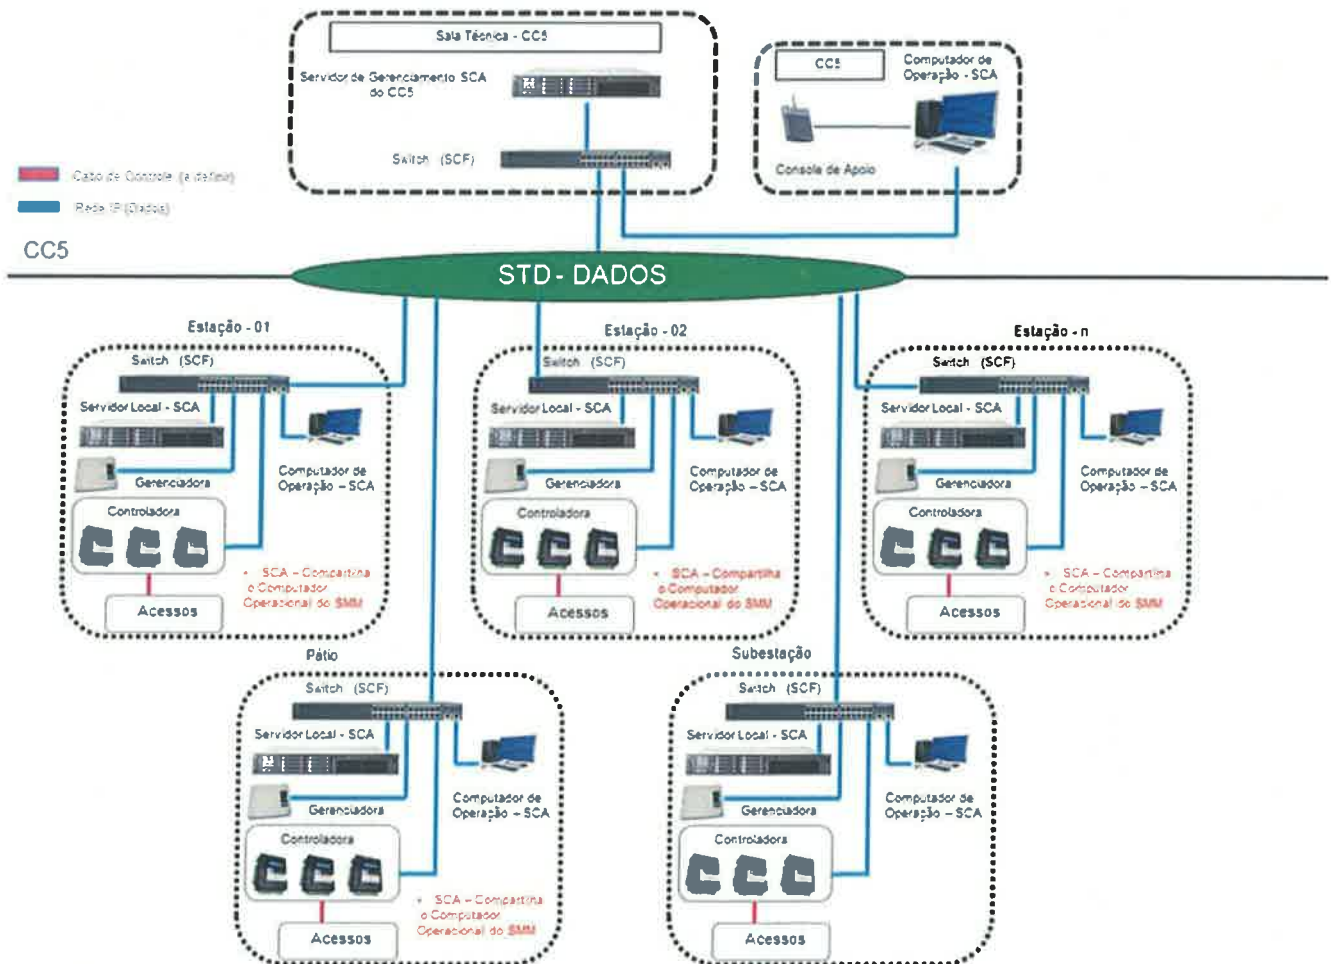 Sala Técnica - CC5
Servidor de Gerenciamento SCA
do CC5
Switch (SCF)
CC5
Computador de
Operação - SCA
Console de Apoio
Cabo de Controle (a definir)
Rede IP (Dados)
CC5
STD - DADOS
Estação - 01
Switch (SCF)
Servidor Local - SCA
Gerenciadora
Computador de
Operação – SCA
Controladora
• SCA – Compartilha
o Computador
Operacional do SMM
Acessos
Estação - 02
Switch (SCF)
Servidor Local - SCA
Gerenciadora
Computador de
Operação – SCA
Controladora
• SCA – Compartilha
o Computador
Operacional do SMM
Acessos
Estação - n
Switch (SCF)
Servidor Local - SCA
Gerenciadora
Computador de
Operação – SCA
Controladora
• SCA – Compartilha
o Computador
Operacional do SMM
Acessos
Pátio
Switch (SCF)
Servidor Local - SCA
Gerenciadora
Computador de
Operação – SCA
Controladora
• SCA – Compartilha
o Computador
Operacional do SMM
Acessos
Subestação
Switch (SCF)
Servidor Local - SCA
Gerenciadora
Computador de
Operação – SCA
Controladora
Acessos